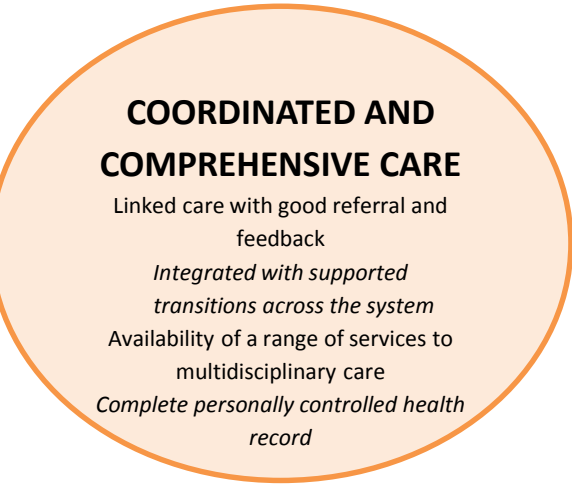 COORDINATED AND
COMPREHENSIVE CARE
Linked care with good referral and
feedback
Integrated with supported
transitions across the system
Availability of a range of services to
multidisciplinary care
Complete personally controlled health
record